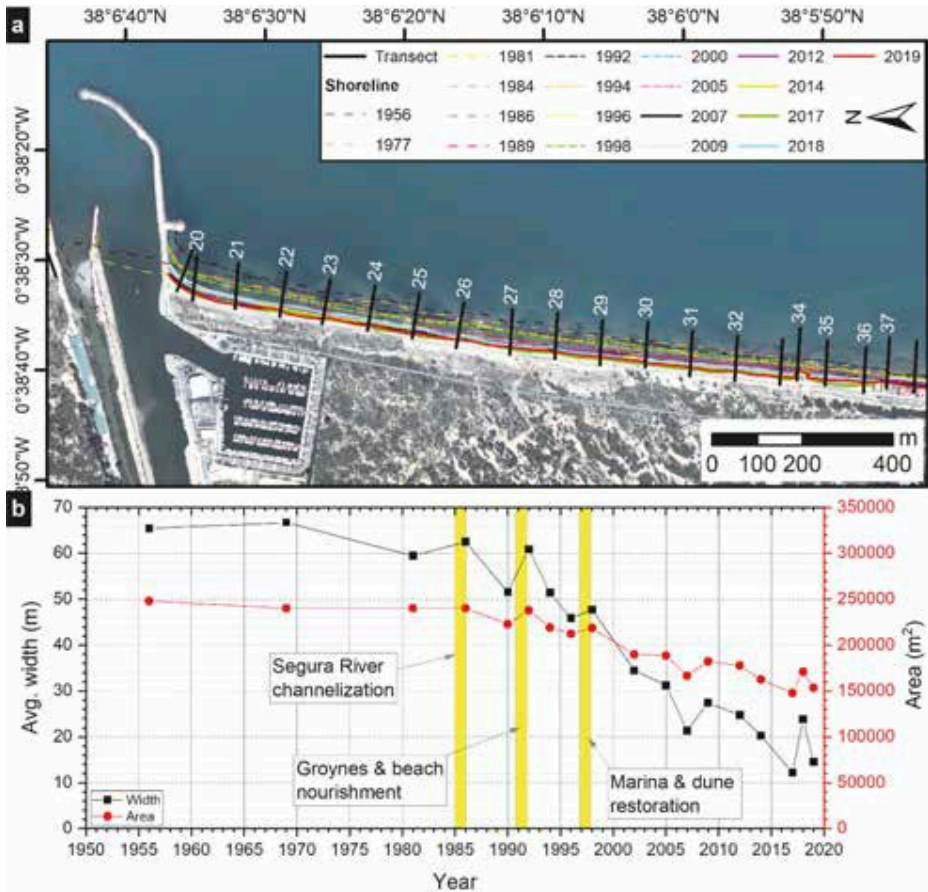 a
38°6'40"N 38°6'30"N 38°6'20"N 38°6'10"N 38°6'0"N 38°5'50"N
Transect 1981 1992 2000 2012 2019
Shoreline 1984 1994 2005 2014
1956 1986 1996 2007 2017
1977 1989 1998 2009 2018
N
0°38'20"W
0°38'30"W
0°38'40"W
20 21 22 23 24 25 26 27 28 29 30 31 32 34 35 36 37
m
0 100 200 400
b
70
60
50
40
30
20
10
0
Avg. width (m)
350000
300000
250000
200000
150000
100000
50000
0
Area (m²)
Segura River
channelization
Groynes & beach
nourishment
Marina & dune
restoration
Width
Area
1950 1955 1960 1965 1970 1975 1980 1985 1990 1995 2000 2005 2010 2015 2020
Year